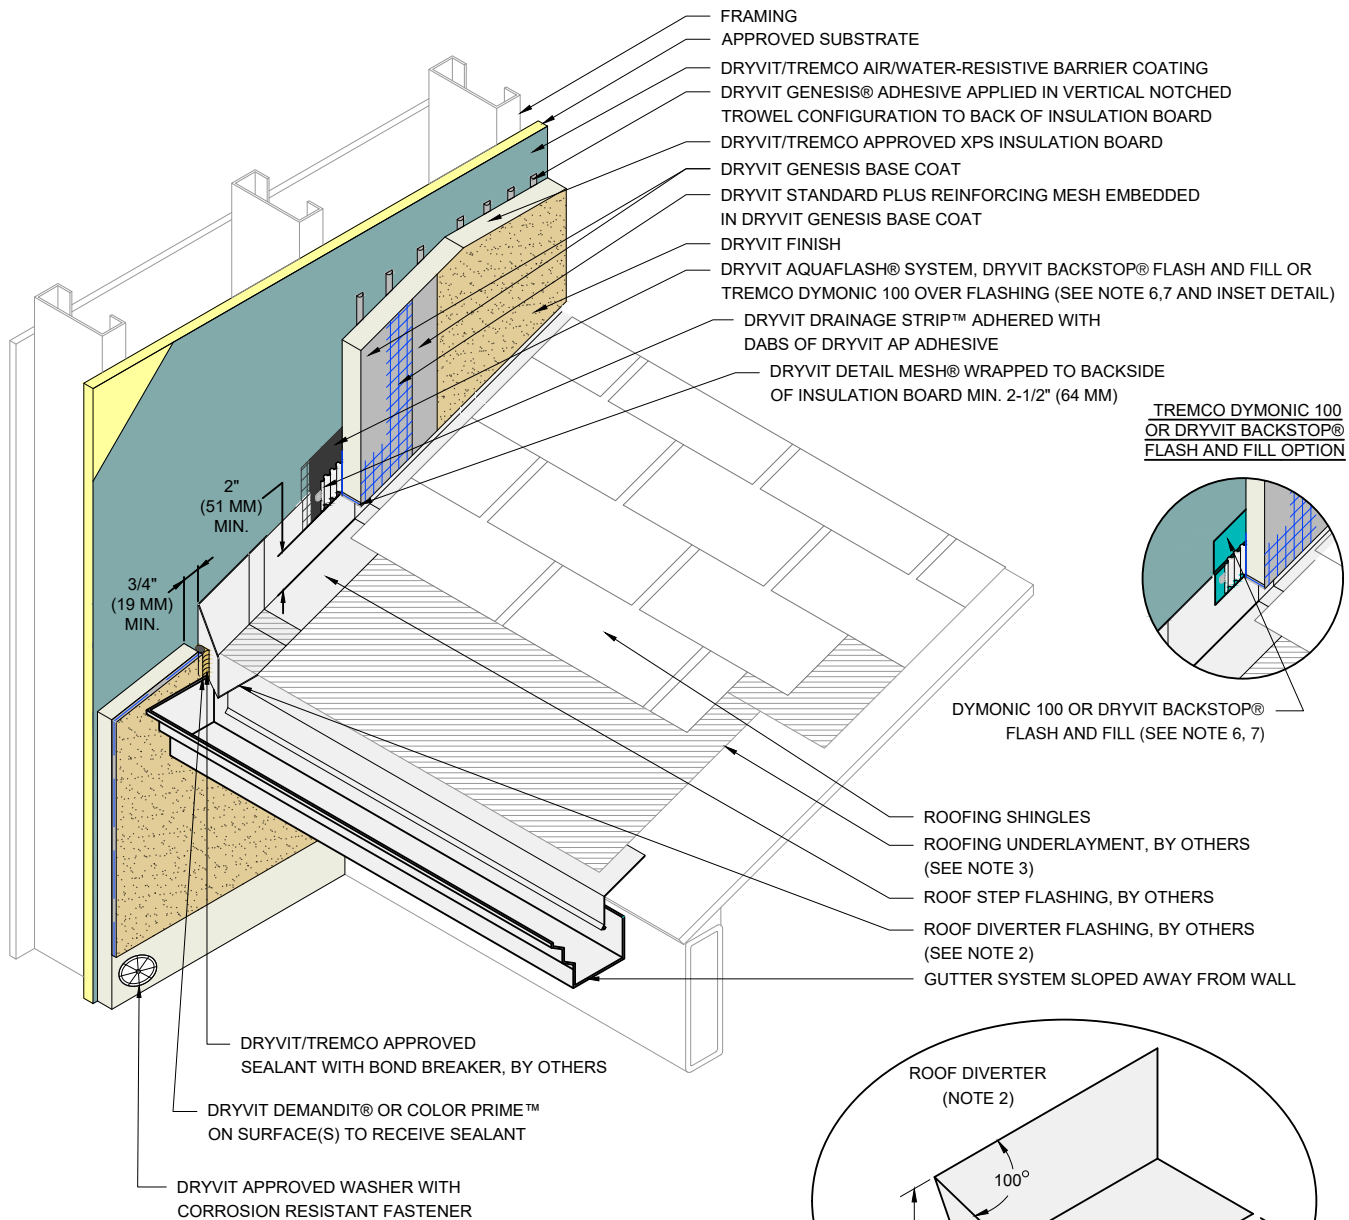 FRAMING
APPROVED SUBSTRATE
DRYVIT/TREMCO AIR/WATER-RESISTIVE BARRIER COATING
DRYVIT GENESIS® ADHESIVE APPLIED IN VERTICAL NOTCHED
TROWEL CONFIGURATION TO BACK OF INSULATION BOARD
DRYVIT/TREMCO APPROVED XPS INSULATION BOARD
DRYVIT GENESIS BASE COAT
DRYVIT STANDARD PLUS REINFORCING MESH EMBEDDED
IN DRYVIT GENESIS BASE COAT
DRYVIT FINISH
DRYVIT AQUAFLASH® SYSTEM, DRYVIT BACKSTOP® FLASH AND FILL OR
TREMCO DYMONIC 100 OVER FLASHING (SEE NOTE 6,7 AND INSET DETAIL)
DRYVIT DRAINAGE STRIP™ ADHERED WITH
DABS OF DRYVIT AP ADHESIVE
DRYVIT DETAIL MESH® WRAPPED TO BACKSIDE
OF INSULATION BOARD MIN. 2-1/2" (64 MM)
TREMCO DYMONIC 100
OR DRYVIT BACKSTOP®
FLASH AND FILL OPTION
2"
(51 MM)
MIN.
3/4"
(19 MM)
MIN.
DYMONIC 100 OR DRYVIT BACKSTOP®
FLASH AND FILL (SEE NOTE 6, 7)
ROOFING SHINGLES
ROOFING UNDERLAYMENT, BY OTHERS
(SEE NOTE 3)
ROOF STEP FLASHING, BY OTHERS
ROOF DIVERTER FLASHING, BY OTHERS
(SEE NOTE 2)
GUTTER SYSTEM SLOPED AWAY FROM WALL
DRYVIT/TREMCO APPROVED
SEALANT WITH BOND BREAKER, BY OTHERS
DRYVIT DEMANDIT® OR COLOR PRIME™
ON SURFACE(S) TO RECEIVE SEALANT
DRYVIT APPROVED WASHER WITH
CORROSION RESISTANT FASTENER
ROOF DIVERTER
(NOTE 2)
100°